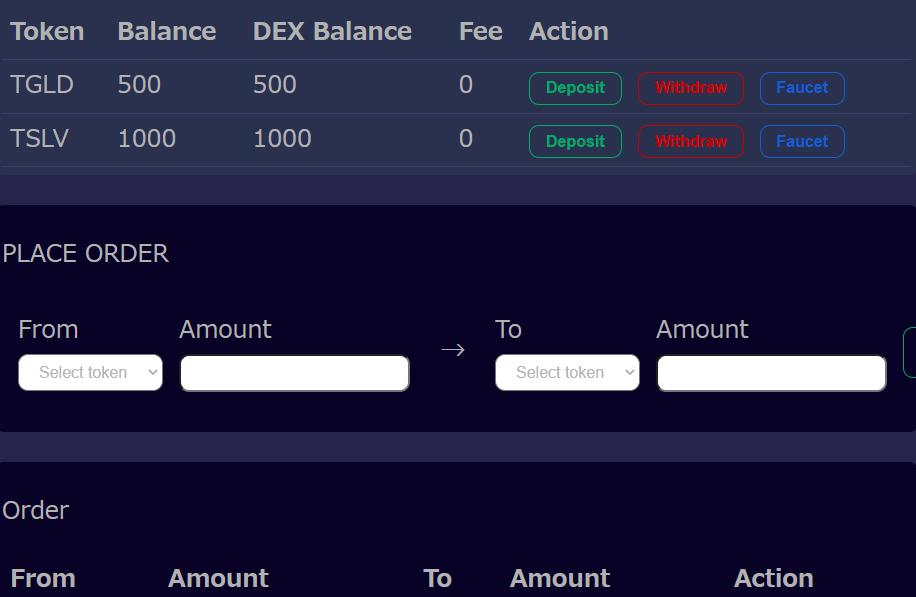 Token Balance DEX Balance Fee Action
TGLD 500 500 0 Deposit Withdraw Faucet
TSLV 1000 1000 0 Deposit Withdraw Faucet
PLACE ORDER
From Amount → To Amount
Select token Select token
Order
From Amount To Amount Action